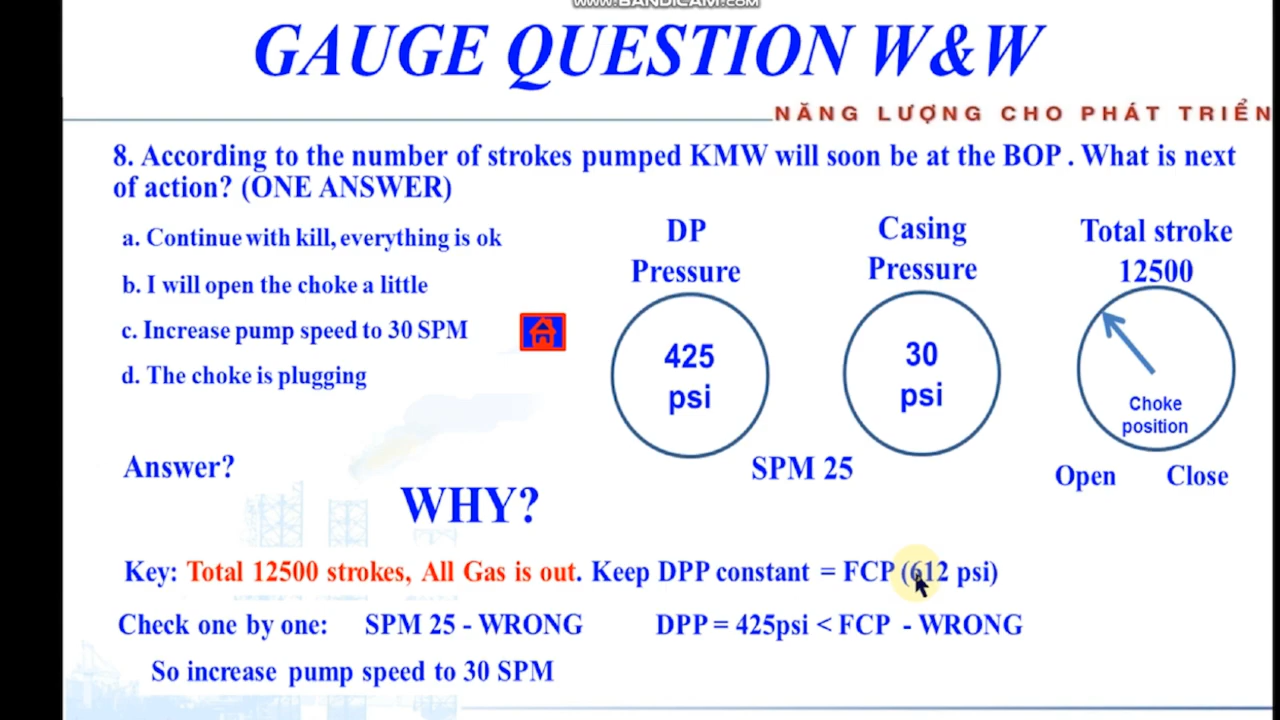 WWW.BANDICAM.COM
GAUGE QUESTION W&W
NĂNG LƯỢNG CHO PHÁT TRIỂN
8. According to the number of strokes pumped KMW will soon be at the BOP . What is next
of action? (ONE ANSWER)
a. Continue with kill, everything is ok
b. I will open the choke a little
c. Increase pump speed to 30 SPM
d. The choke is plugging
DP
Pressure
425
psi
Casing
Pressure
30
psi
Total stroke
12500
Choke
position
Open Close
SPM 25
Answer?
WHY?
Key: Total 12500 strokes, All Gas is out. Keep DPP constant = FCP (612 psi)
Check one by one: SPM 25 - WRONG DPP = 425psi < FCP - WRONG
So increase pump speed to 30 SPM